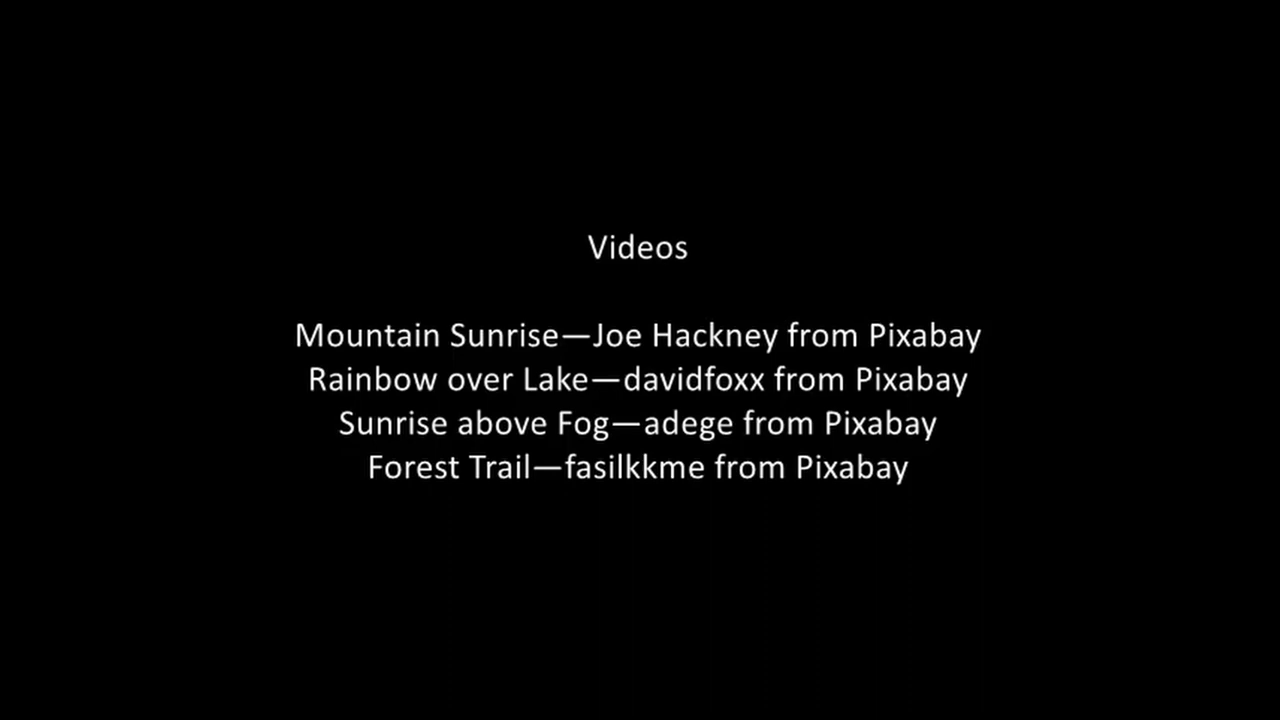 Videos
Mountain Sunrise—Joe Hackney from Pixabay
Rainbow over Lake—davidfoxx from Pixabay
Sunrise above Fog—adege from Pixabay
Forest Trail—fasilkkme from Pixabay